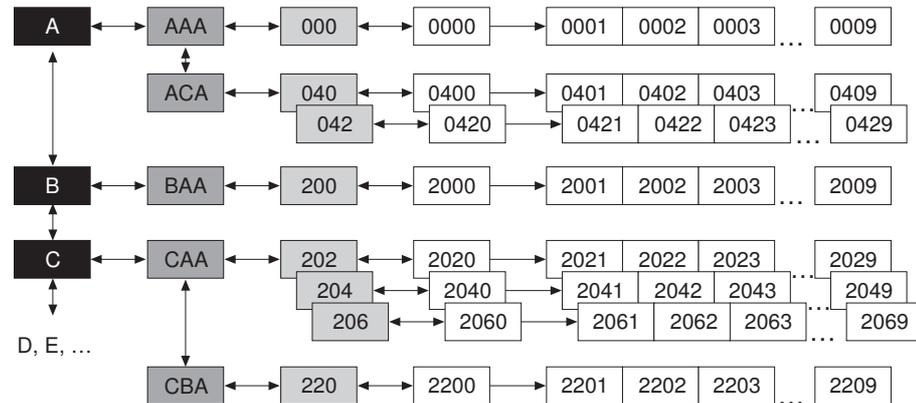 A AAA 000 0000 0001 0002 0003 ... 0009
ACA 040 0400 0401 0402 0403 ... 0409
042 0420 0421 0422 0423 ... 0429
B BAA 200 2000 2001 2002 2003 ... 2009
C CAA 202 2020 2021 2022 2023 ... 2029
204 2040 2041 2042 2043 ... 2049
206 2060 2061 2062 2063 ... 2069
D, E, ...
CBA 220 2200 2201 2202 2203 ... 2209